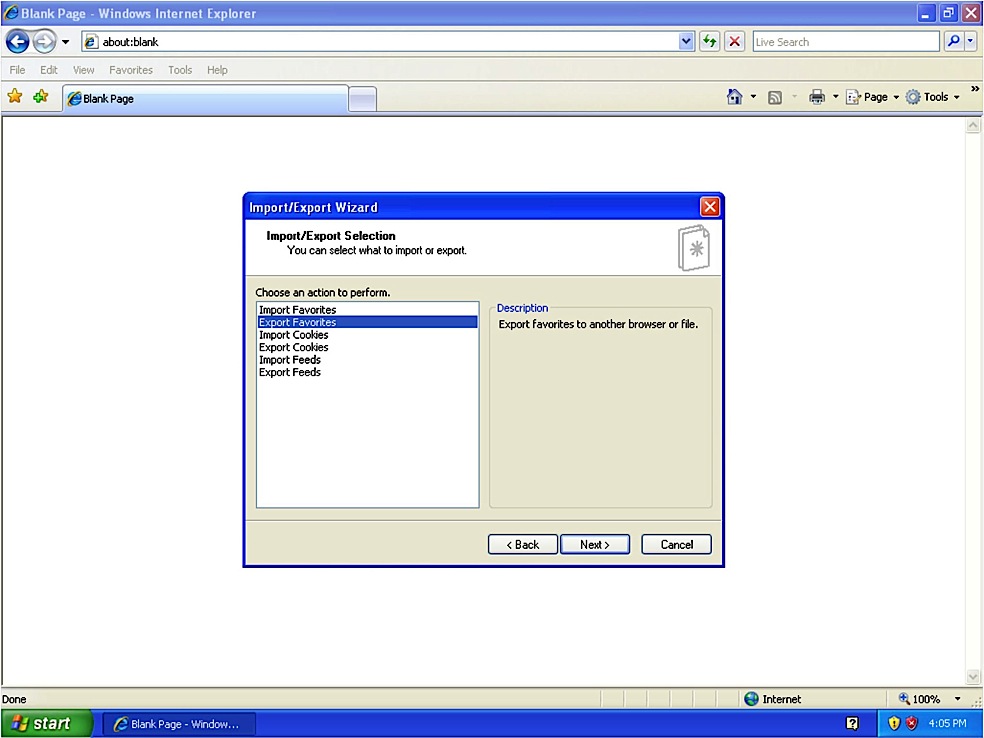 Blank Page - Windows Internet Explorer
about:blank
Live Search
File Edit View Favorites Tools Help
Blank Page
Page Tools
Import/Export Wizard
Import/Export Selection
You can select what to import or export.
Choose an action to perform.
Import Favorites
Export Favorites
Import Cookies
Export Cookies
Import Feeds
Export Feeds
Description
Export favorites to another browser or file.
< Back Next > Cancel
Done Internet 100%
start Blank Page - Window... 4:05 PM